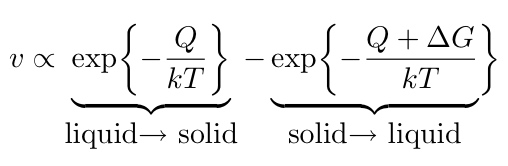 v ∝ exp{−Q/kT} − exp{−(Q + ΔG)/kT}
liquid→ solid solid→ liquid